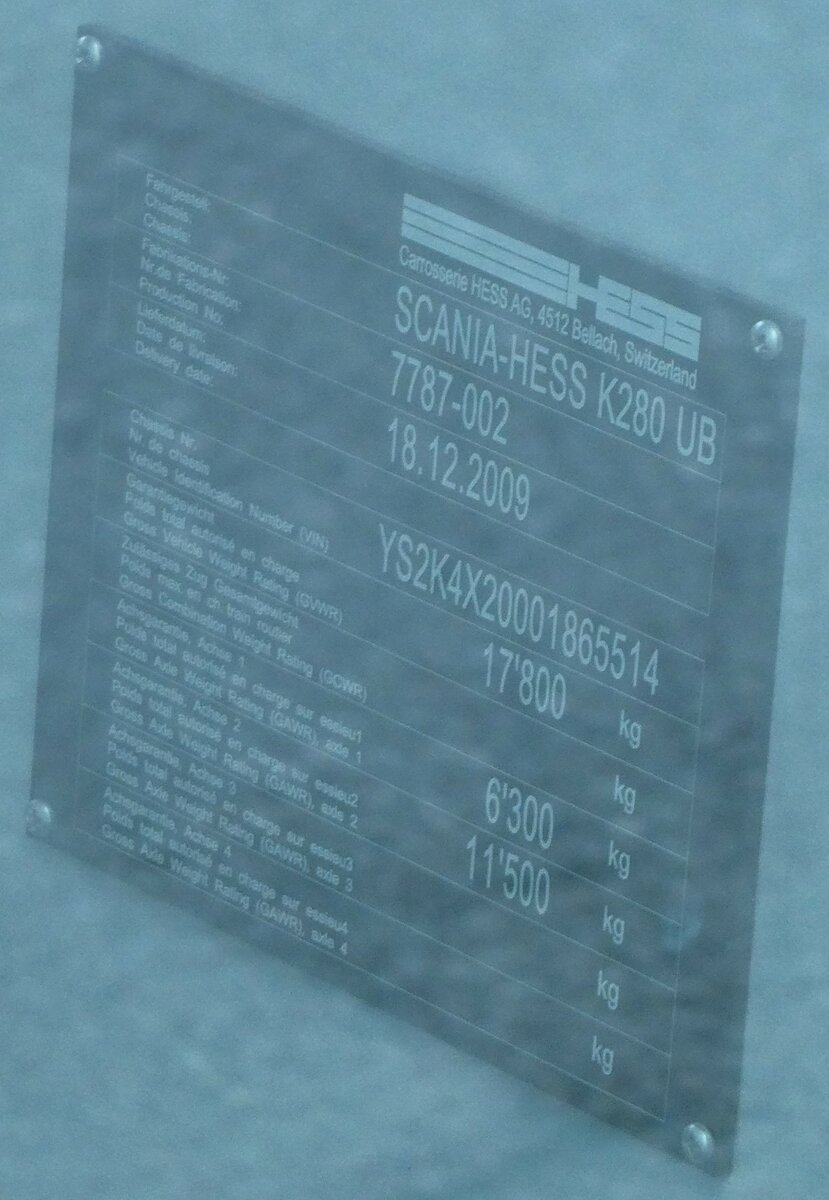 HESS
Carrosserie HESS AG, 4512 Bellach, Switzerland
Fahrgestell:
Chassis:
Chassis:
SCANIA-HESS K280 UB
Fabrikations-Nr.
Nr.de Fabrication:
Production No.
7787-002
Lieferdatum:
Date de livraison:
Delivery date:
18.12.2009
Chassis Nr.
Nr de chassis
Vehicle Identification Number (VIN)
YS2K4X20001865514
Garantiegewicht
Poids total autorisé en charge
Gross Vehicle Weight Rating (GVWR)
17'800 kg
Zulässiges Zug Gesamtgewicht
Poids max.en ch.train routier
Gross Combination Weight Rating (GCWR)
kg
Achsgarantie, Achse 1
Poids total autorisé en charge sur essieu1
Gross Axle Weight Rating (GAWR), axle 1
6'300 kg
Achsgarantie, Achse 2
Poids total autorisé en charge sur essieu2
Gross Axle Weight Rating (GAWR), axle 2
11'500 kg
Achsgarantie, Achse 3
Poids total autorisé en charge sur essieu3
Gross Axle Weight Rating (GAWR), axle 3
kg
Achsgarantie, Achse 4
Poids total autorisé en charge sur essieu4
Gross Axle Weight Rating (GAWR), axle 4
kg